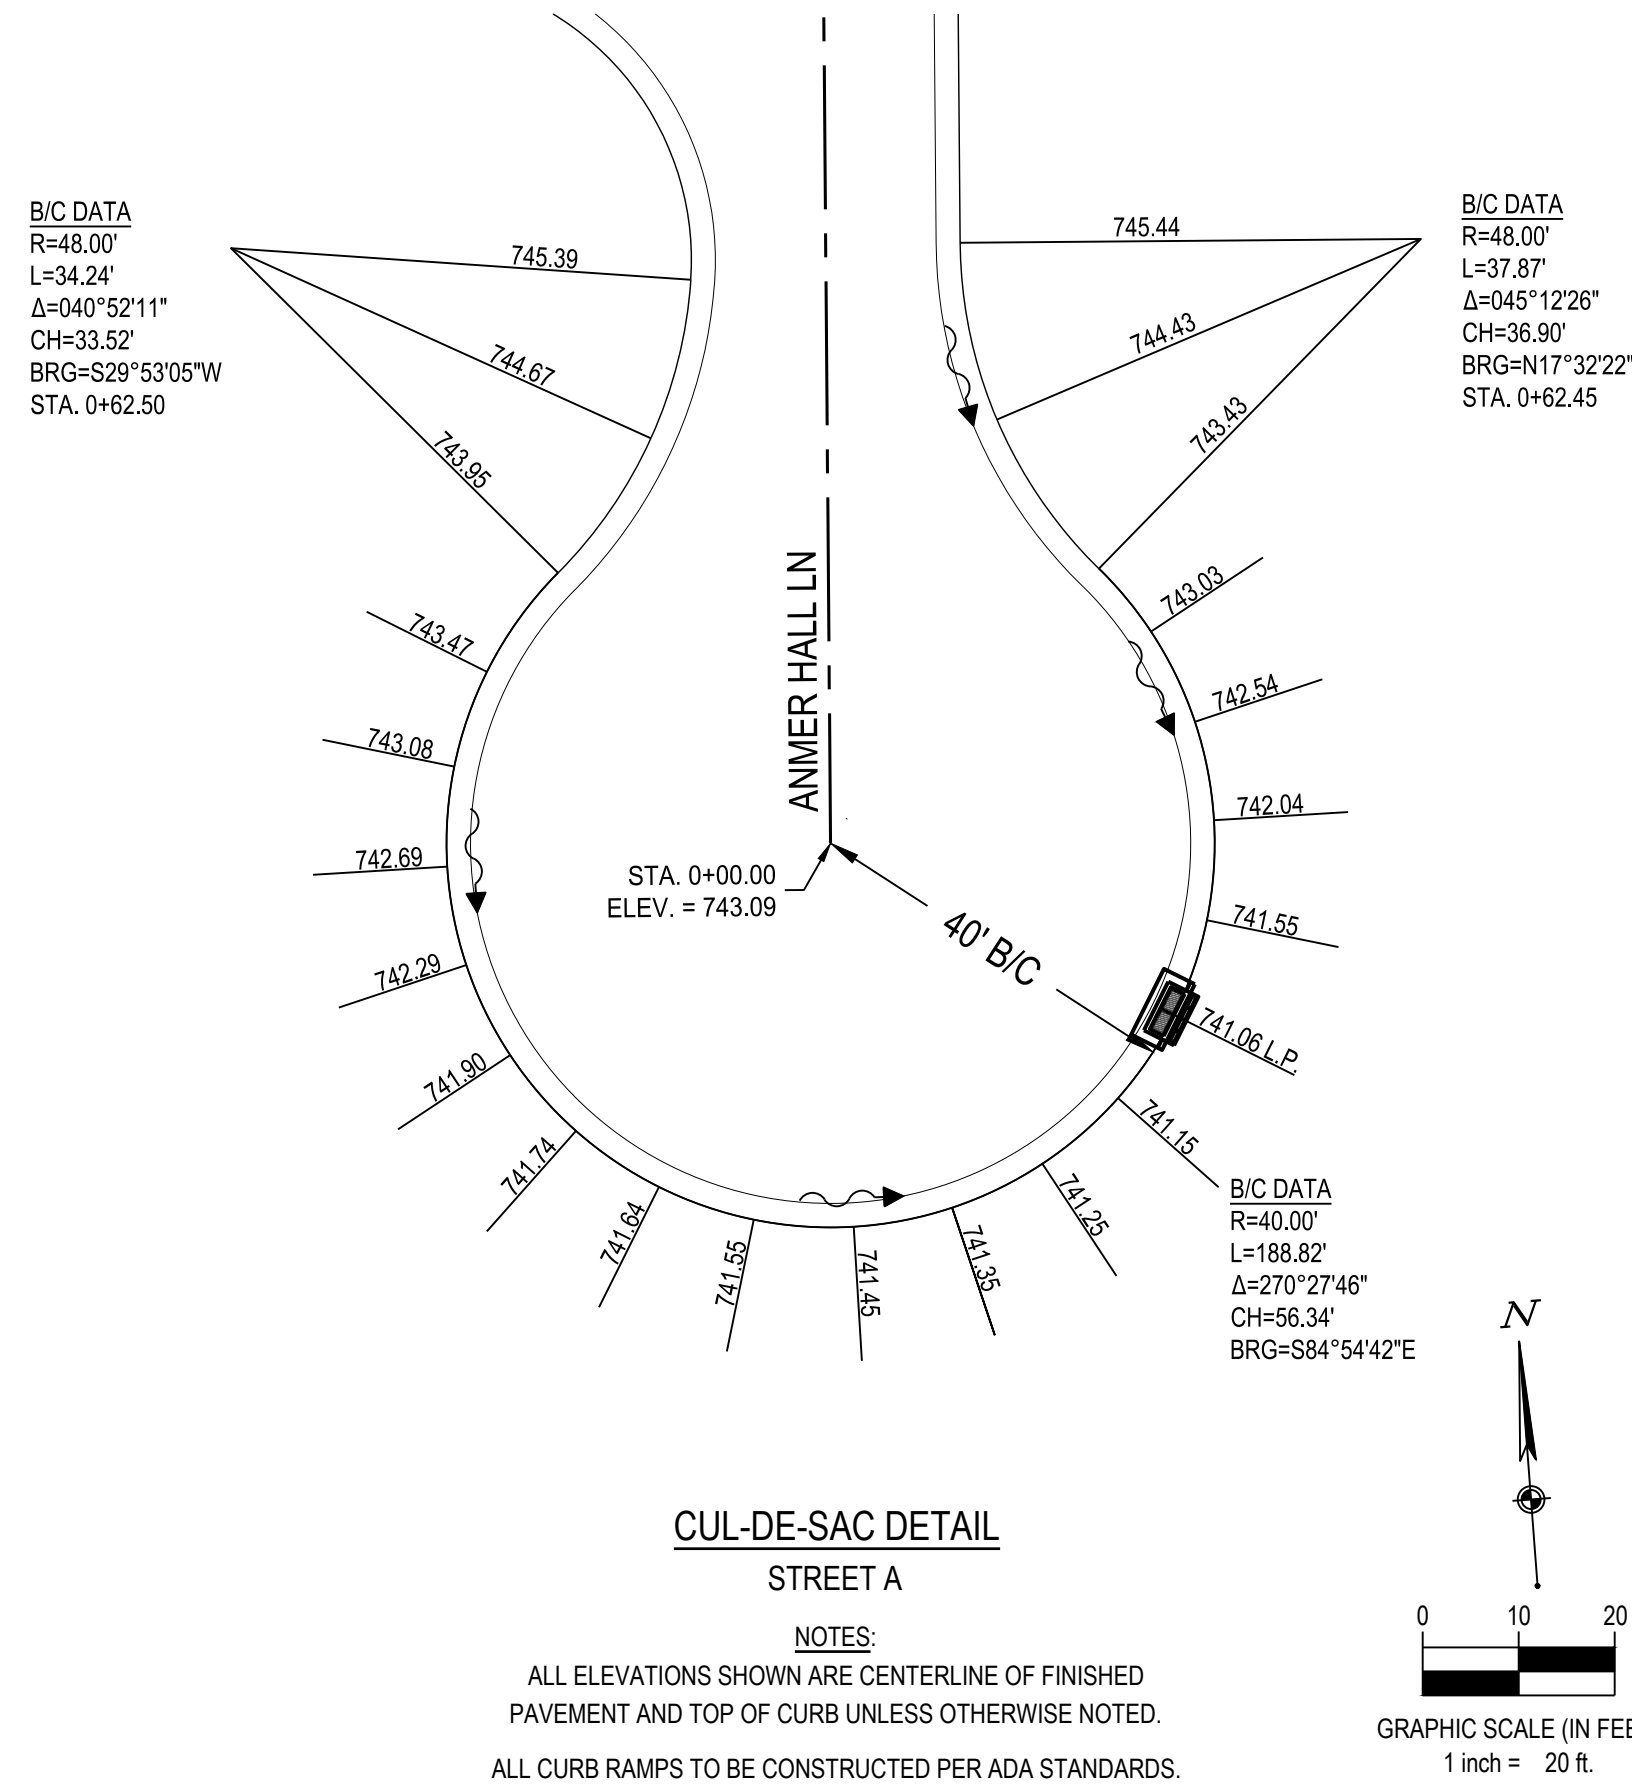 B/C DATA
R=48.00'
L=34.24'
Δ=040°52'11"
CH=33.52'
BRG=S29°53'05"W
STA. 0+62.50
745.39
744.67
743.95
B/C DATA
R=48.00'
L=37.87'
Δ=045°12'26"
CH=36.90'
BRG=N17°32'22"
STA. 0+62.45
745.44
744.43
743.43
743.47
743.08
742.69
742.29
741.90
741.74
741.64
741.55
741.45
741.35
741.25
741.15
741.06 L.P.
741.55
742.04
742.54
743.03
ANMER HALL LN
STA. 0+00.00
ELEV. = 743.09
40' B/C
B/C DATA
R=40.00'
L=188.82'
Δ=270°27'46"
CH=56.34'
BRG=S84°54'42"E
N
CUL-DE-SAC DETAIL
STREET A
NOTES:
ALL ELEVATIONS SHOWN ARE CENTERLINE OF FINISHED
PAVEMENT AND TOP OF CURB UNLESS OTHERWISE NOTED.
ALL CURB RAMPS TO BE CONSTRUCTED PER ADA STANDARDS.
0 10 20
GRAPHIC SCALE (IN FEE
1 inch = 20 ft.